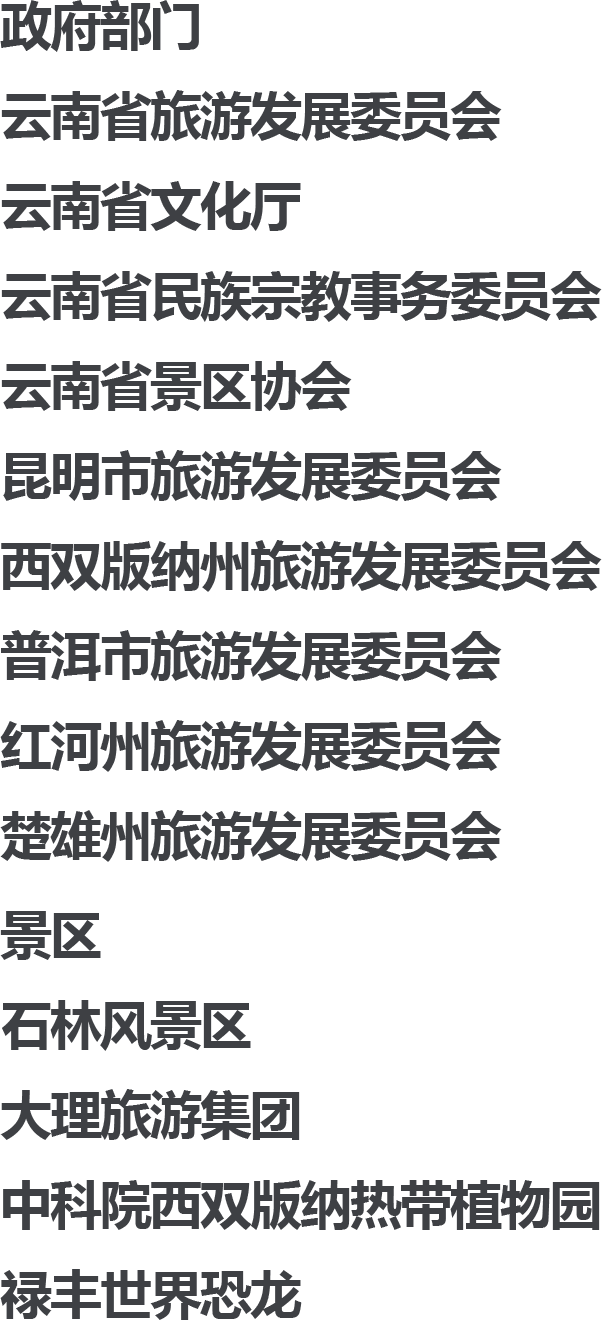 政府部门
云南省旅游发展委员会
云南省文化厅
云南省民族宗教事务委员会
云南省景区协会
昆明市旅游发展委员会
西双版纳州旅游发展委员会
普洱市旅游发展委员会
红河州旅游发展委员会
楚雄州旅游发展委员会
景区
石林风景区
大理旅游集团
中科院西双版纳热带植物园
禄丰世界恐龙